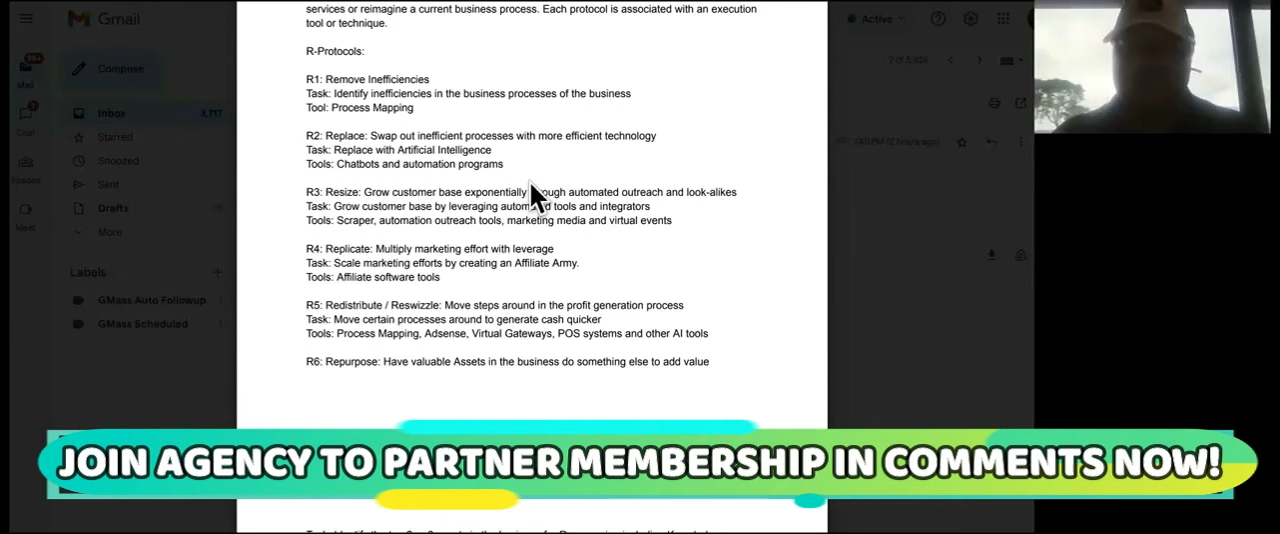 Gmail
Compose
99+
Mail
Inbox 3,717
Starred
Chat
Snoozed
Spaces
Sent
Drafts
Meet
More
Labels
GMass Auto Followup
GMass Scheduled
Active
services or reimagine a current business process. Each protocol is associated with an execution
tool or technique.
R-Protocols:
R1: Remove Inefficiencies
Task: Identify inefficiencies in the business processes of the business
Tool: Process Mapping
R2: Replace: Swap out inefficient processes with more efficient technology
Task: Replace with Artificial Intelligence
Tools: Chatbots and automation programs
R3: Resize: Grow customer base exponentially through automated outreach and look-alikes
Task: Grow customer base by leveraging automated tools and integrators
Tools: Scraper, automation outreach tools, marketing media and virtual events
R4: Replicate: Multiply marketing effort with leverage
Task: Scale marketing efforts by creating an Affiliate Army.
Tools: Affiliate software tools
R5: Redistribute / Reswizzle: Move steps around in the profit generation process
Task: Move certain processes around to generate cash quicker
Tools: Process Mapping, Adsense, Virtual Gateways, POS systems and other AI tools
R6: Repurpose: Have valuable Assets in the business do something else to add value
JOIN AGENCY TO PARTNER MEMBERSHIP IN COMMENTS NOW!